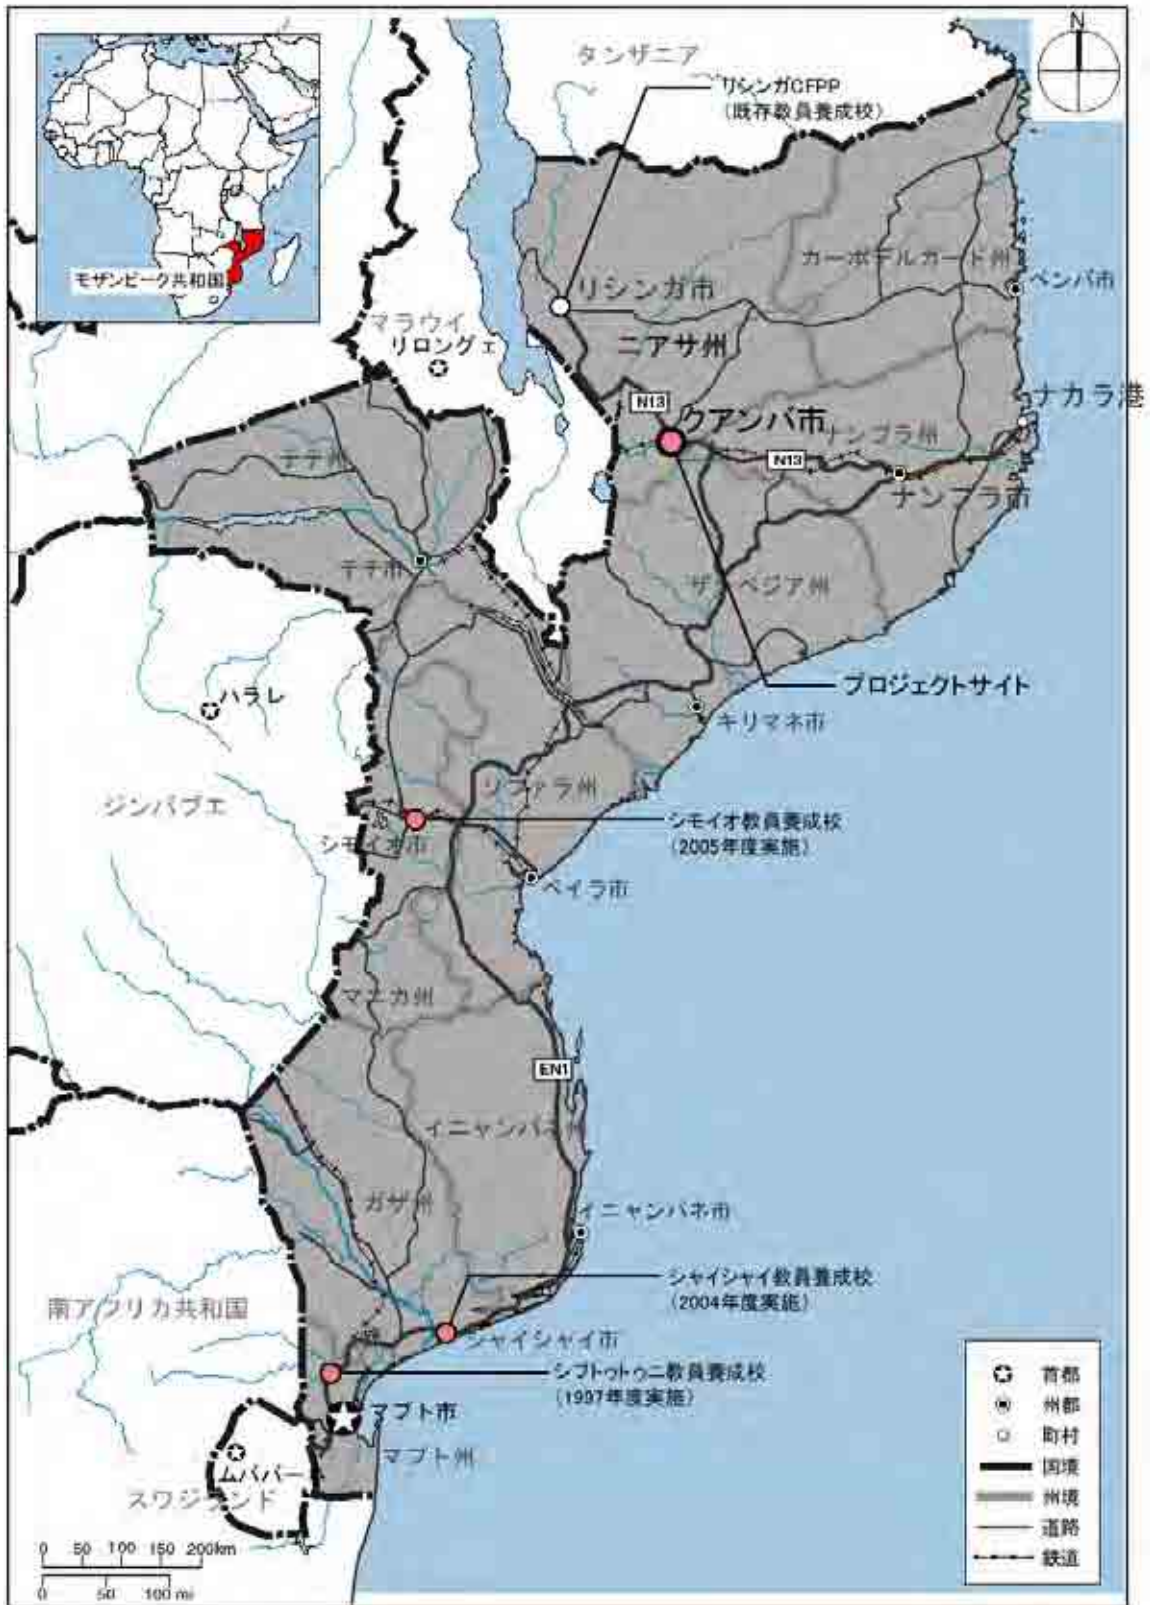 N
タンザニア
リシンガCFPP
(既存教員養成校)
モザンビーク共和国
カーボデルガード州
ペンバ市
リシンガ市
マラウイ
リロングェ
ニアサ州
N13
ナカラ港
クアンバ市
ナンプラ州
N13
ナンプラ市
テテ州
テテ市
ザンベジア州
ハラレ
プロジェクトサイト
キリマネ市
ジンバブエ
ソファラ州
シモイオ市
シモイオ教員養成校
(2005年度実施)
ベイラ市
マニカ州
EN1
イニャンバネ州
ガザ州
イニャンバネ市
南アフリカ共和国
シャイシャイ教員養成校
(2004年度実施)
シャイシャイ市
シフトゥトゥニ教員養成校
(1997年度実施)
マプト市
マプト州
ムババーネ
スワジランド
首都
州都
町村
国境
州境
道路
鉄道
0 50 100 150 200km
0 50 100 mi